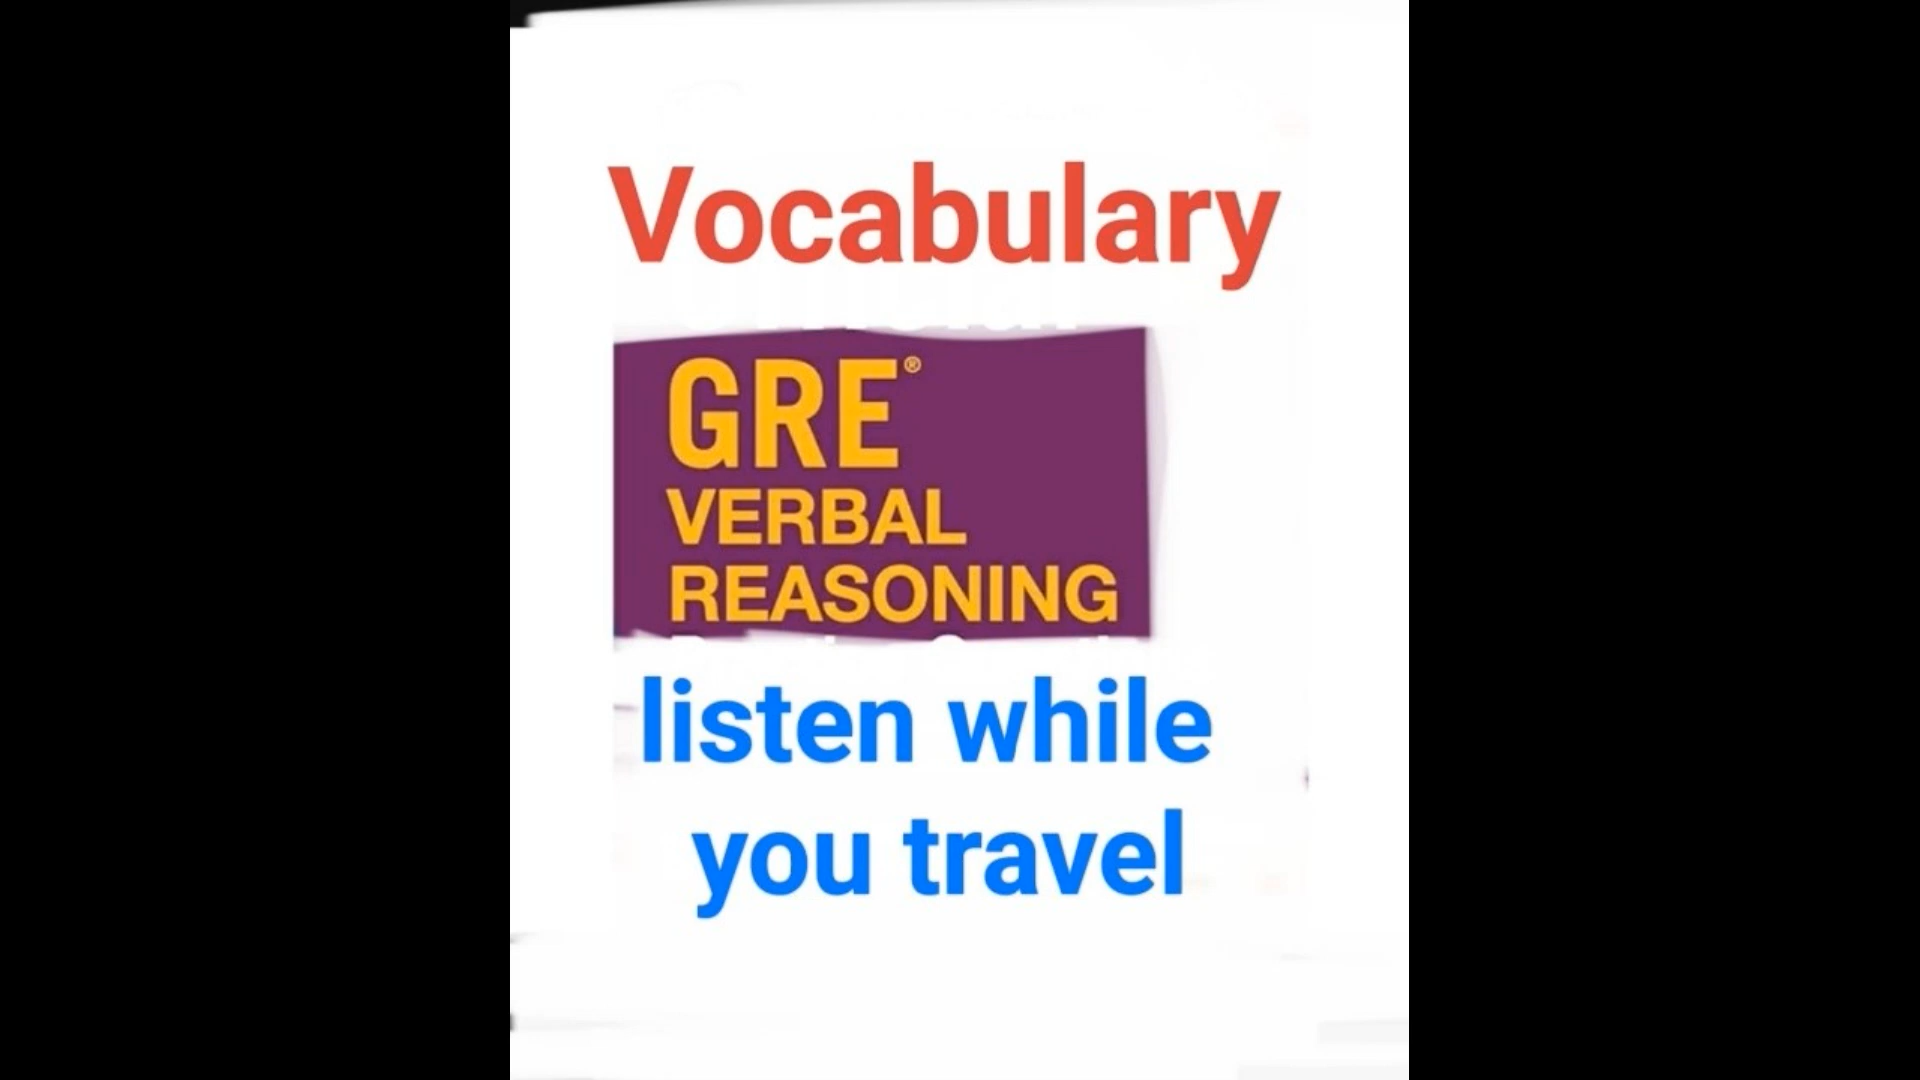 Vocabulary
GRE®
VERBAL
REASONING
listen while
you travel